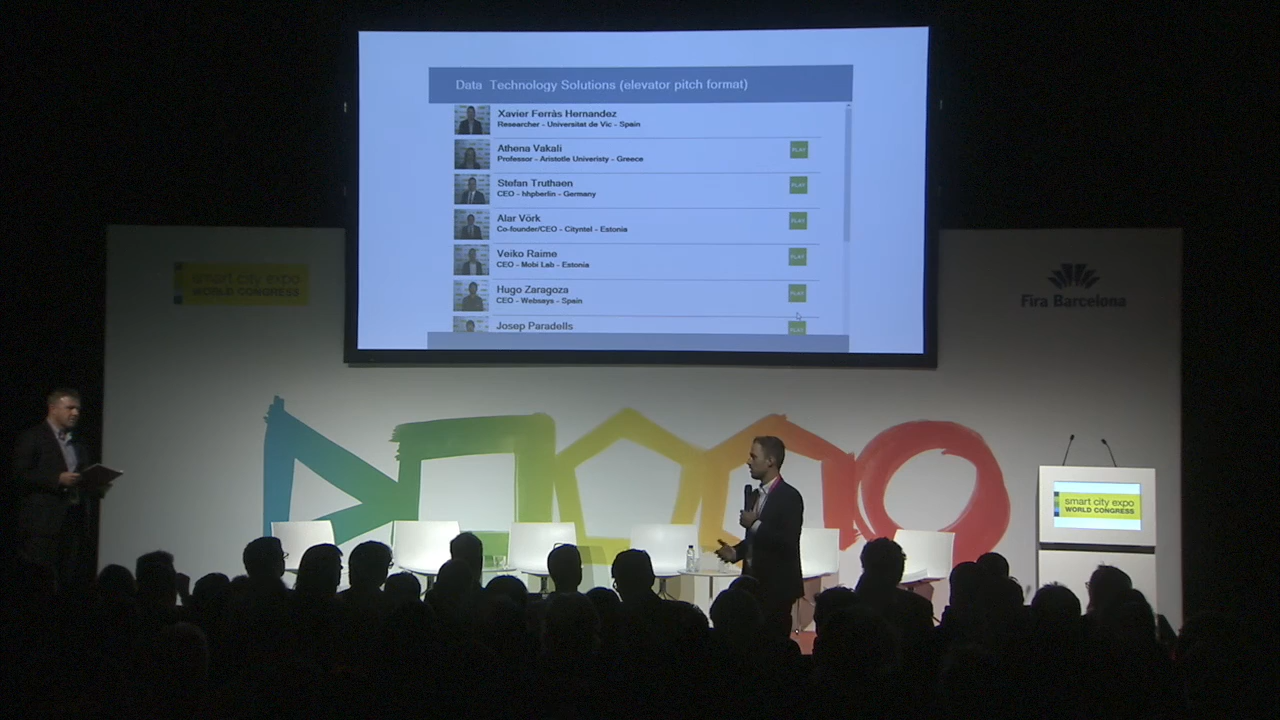 Data Technology Solutions (elevator pitch format)
Xavier Ferràs Hernandez
Researcher - Universitat de Vic - Spain
Athena Vakali
Professor - Aristotle Univeristy - Greece
PLAY
Stefan Truthaen
CEO - hhpberlin - Germany
PLAY
Alar Võrk
Co-founder/CEO - Cityntel - Estonia
PLAY
Veiko Raime
CEO - Mobi Lab - Estonia
PLAY
Hugo Zaragoza
CEO - Websays - Spain
PLAY
Josep Paradells
PLAY
smart city expo
WORLD CONGRESS
Fira Barcelona
smart city expo
WORLD CONGRESS